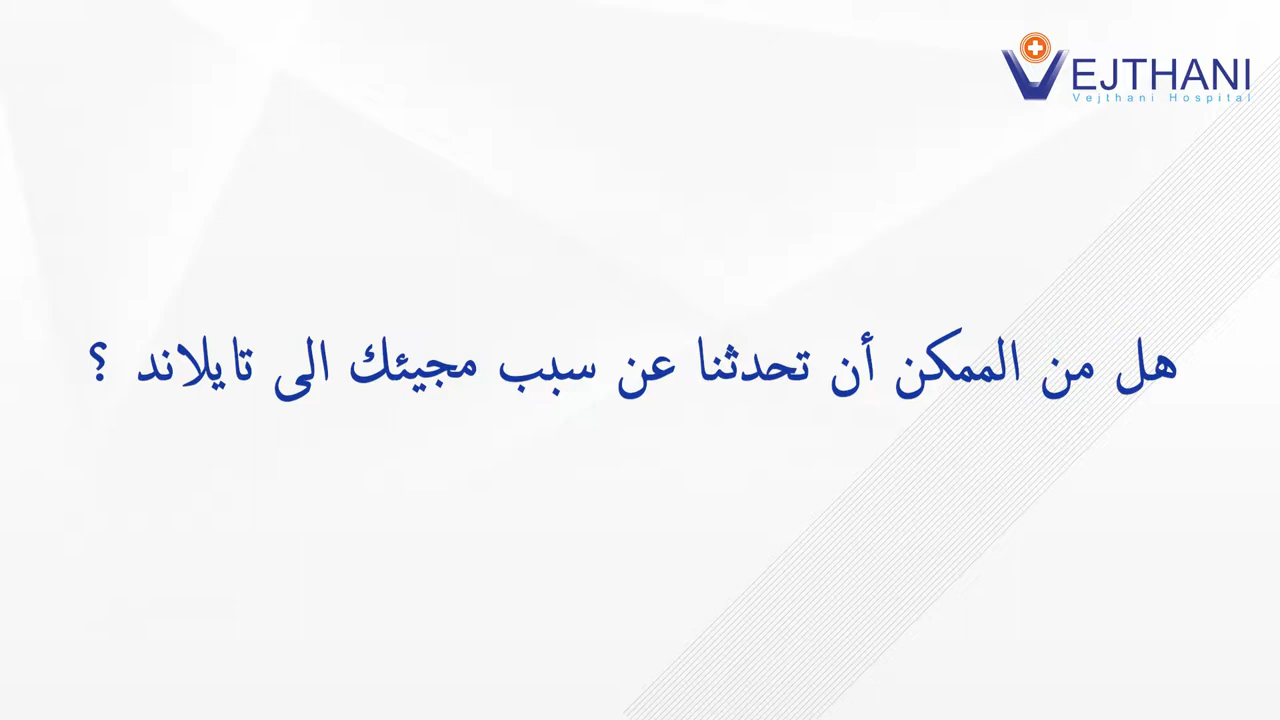 VEJTHANI
Vejthani Hospital
هل من الممكن أن تحدثنا عن سبب مجيئك الى تايلاند ؟